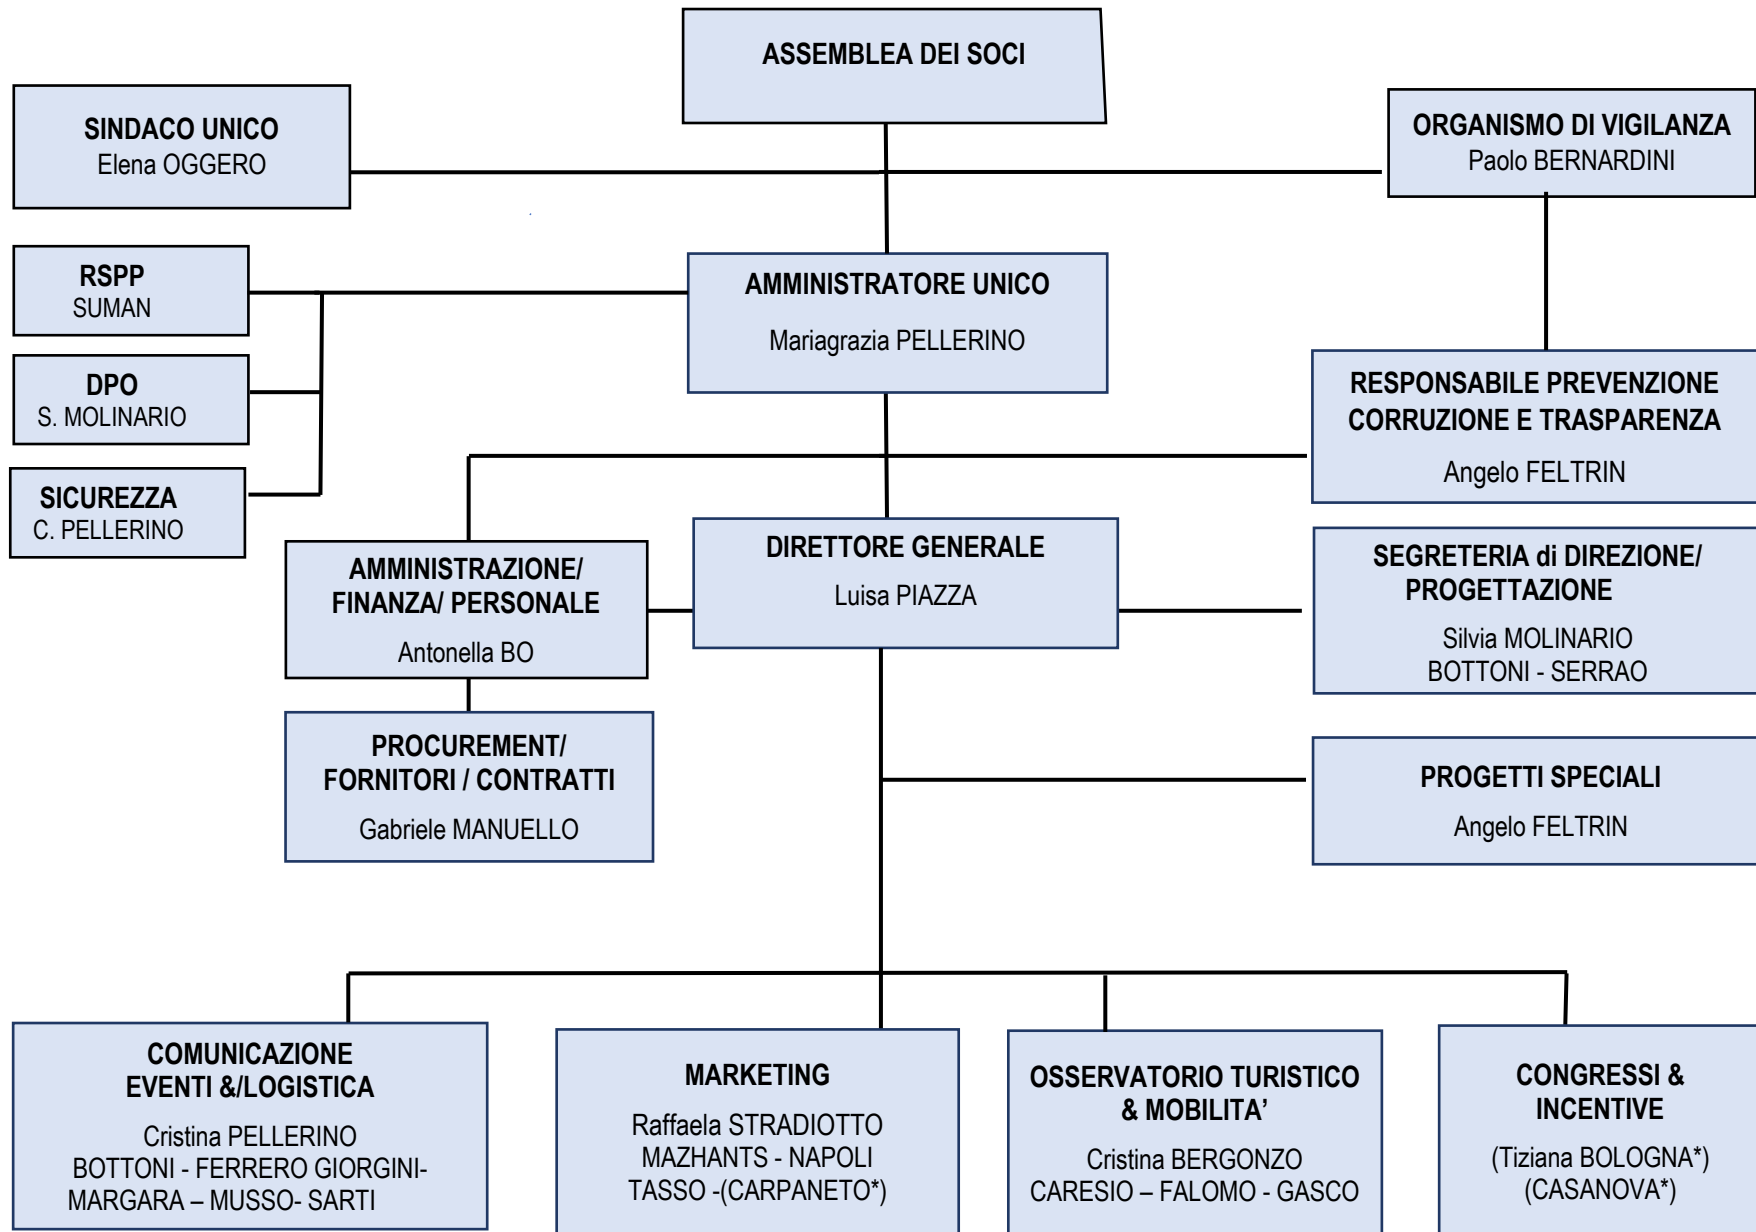 ASSEMBLEA DEI SOCI
SINDACO UNICO
Elena OGGERO
ORGANISMO DI VIGILANZA
Paolo BERNARDINI
RSPP
SUMAN
AMMINISTRATORE UNICO
Mariagrazia PELLERINO
DPO
S. MOLINARIO
RESPONSABILE PREVENZIONE
CORRUZIONE E TRASPARENZA
Angelo FELTRIN
SICUREZZA
C. PELLERINO
AMMINISTRAZIONE/
FINANZA/ PERSONALE
Antonella BO
DIRETTORE GENERALE
Luisa PIAZZA
SEGRETERIA di DIREZIONE/
PROGETTAZIONE
Silvia MOLINARIO
BOTTONI - SERRAO
PROCUREMENT/
FORNITORI / CONTRATTI
Gabriele MANUELLO
PROGETTI SPECIALI
Angelo FELTRIN
COMUNICAZIONE
EVENTI &/LOGISTICA
Cristina PELLERINO
BOTTONI - FERRERO GIORGINI-
MARGARA – MUSSO- SARTI
MARKETING
Raffaela STRADIOTTO
MAZHANTS - NAPOLI
TASSO -(CARPANETO*)
OSSERVATORIO TURISTICO
& MOBILITA’
Cristina BERGONZO
CARESIO – FALOMO - GASCO
CONGRESSI &
INCENTIVE
(Tiziana BOLOGNA*)
(CASANOVA*)